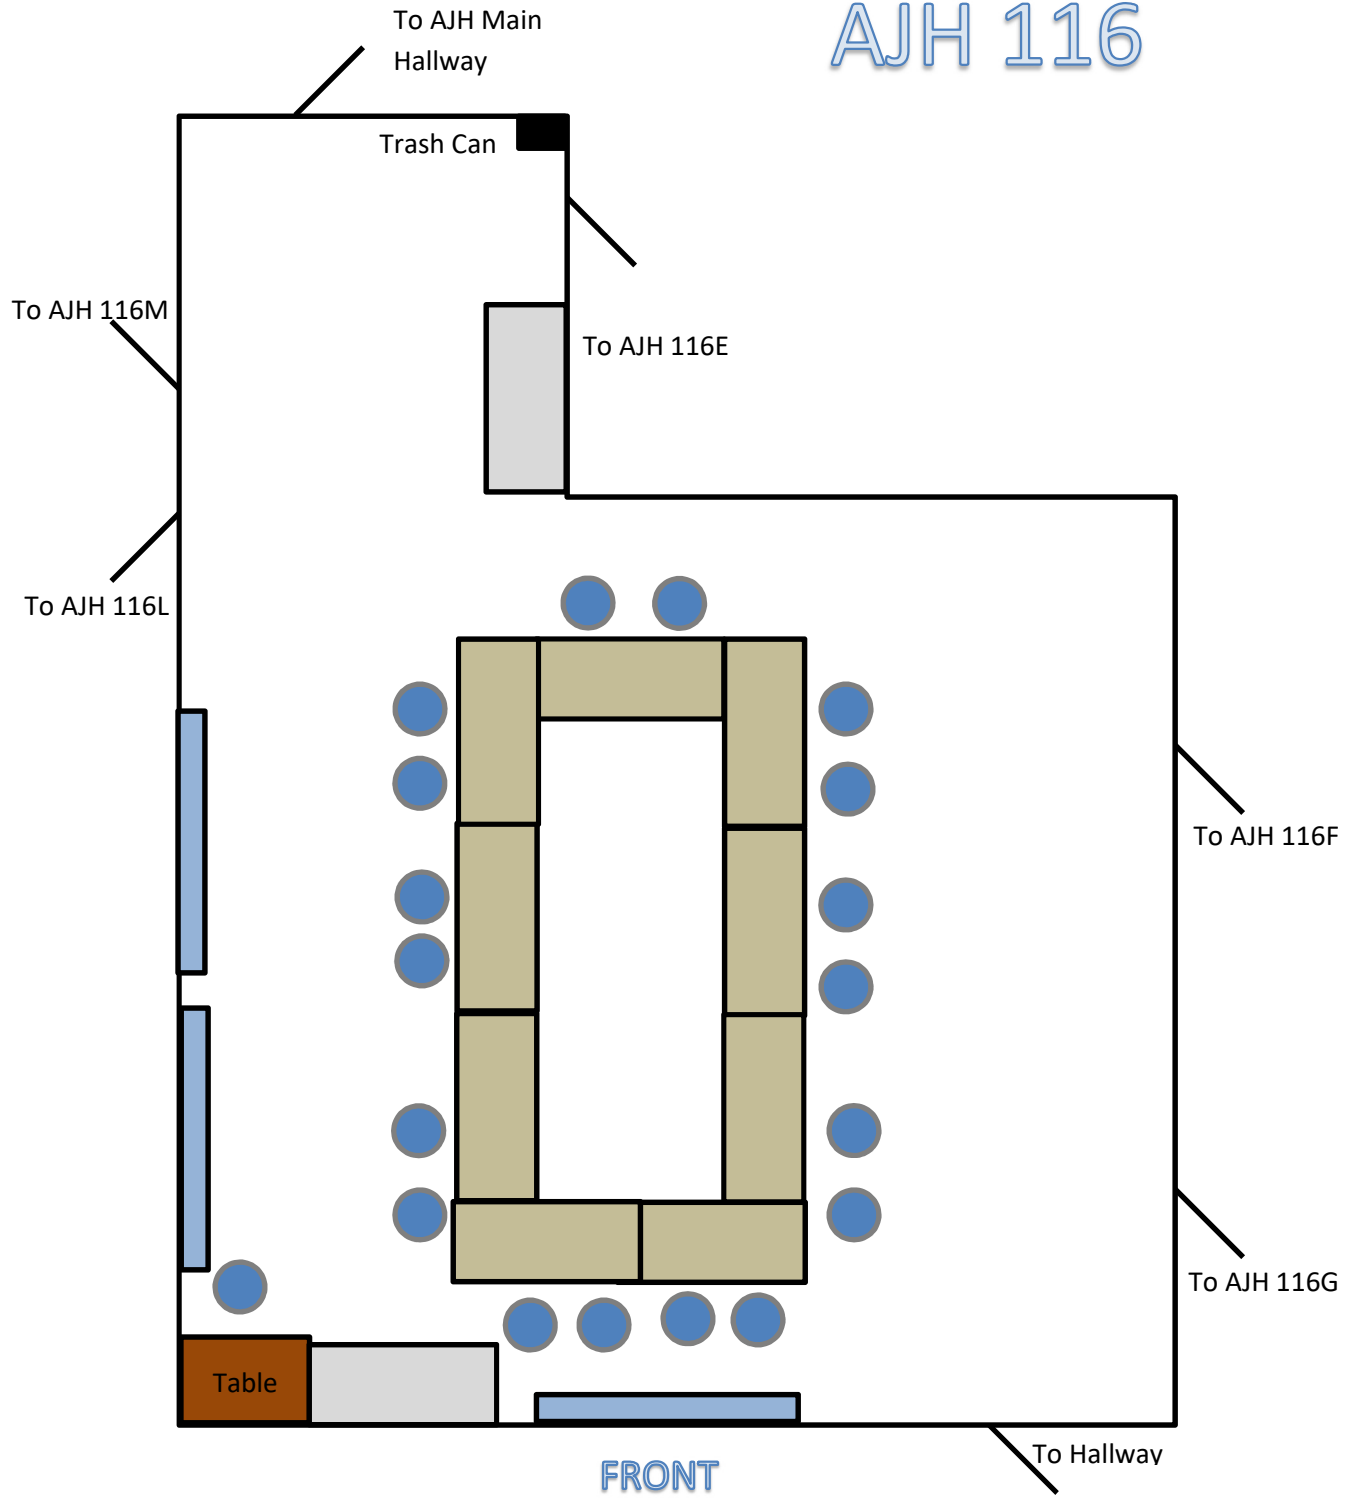 AJH 116
To AJH Main
Hallway
Trash Can
To AJH 116M
To AJH 116E
To AJH 116L
To AJH 116F
To AJH 116G
Table
To Hallway
FRONT